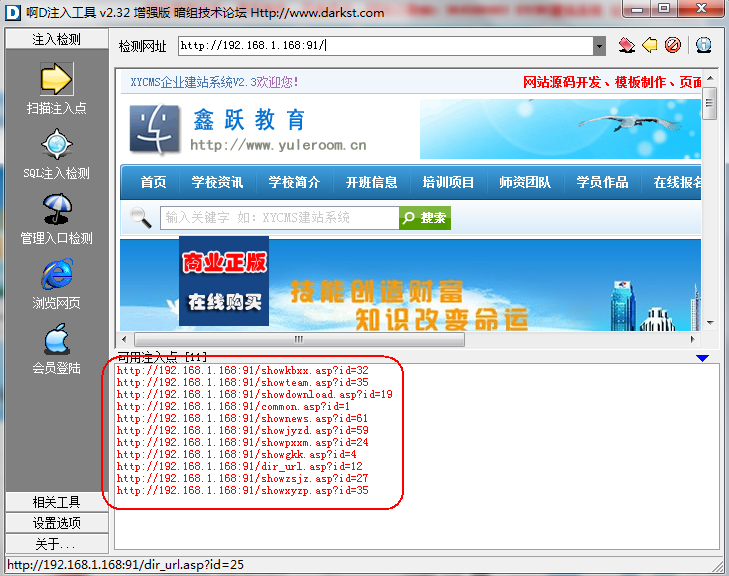 啊D注入工具 v2.32 增强版 暗组技术论坛 Http://www.darkst.com
注入检测
检测网址
http://192.168.1.168:91/
扫描注入点
SQL注入检测
管理入口检测
浏览网页
会员登陆
XYCMS企业建站系统V2.3欢迎您!
网站源码开发、模板制作、页面
鑫跃教育
http://www.yuleroom.cn
首页 学校资讯 学校简介 开班信息 培训项目 师资团队 学员作品 在线报名
输入关键字 如: XYCMS建站系统
搜索
商业正版
在线购买
技能创造财富
知识改变命运
可用注入点 [11]
http://192.168.1.168:91/showkbxx.asp?id=32
http://192.168.1.168:91/showteam.asp?id=35
http://192.168.1.168:91/showdownload.asp?id=19
http://192.168.1.168:91/common.asp?id=1
http://192.168.1.168:91/shownews.asp?id=61
http://192.168.1.168:91/showjyzd.asp?id=59
http://192.168.1.168:91/showpxxm.asp?id=24
http://192.168.1.168:91/showgkk.asp?id=4
http://192.168.1.168:91/dir_url.asp?id=12
http://192.168.1.168:91/showzsjz.asp?id=27
http://192.168.1.168:91/showxyzp.asp?id=35
相关工具
设置选项
关于...
http://192.168.1.168:91/dir_url.asp?id=25